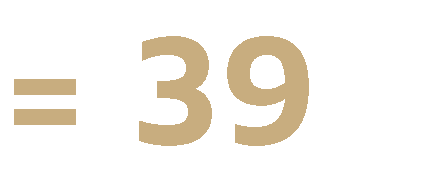 = 39